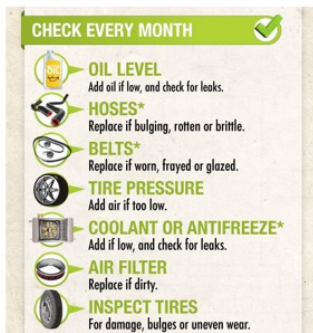 CHECK EVERY MONTH
OIL LEVEL
Add oil if low, and check for leaks.
HOSES*
Replace if bulging, rotten or brittle.
BELTS*
Replace if worn, frayed or glazed.
TIRE PRESSURE
Add air if too low.
COOLANT OR ANTIFREEZE*
Add if low, and check for leaks.
AIR FILTER
Replace if dirty.
INSPECT TIRES
For damage, bulges or uneven wear.